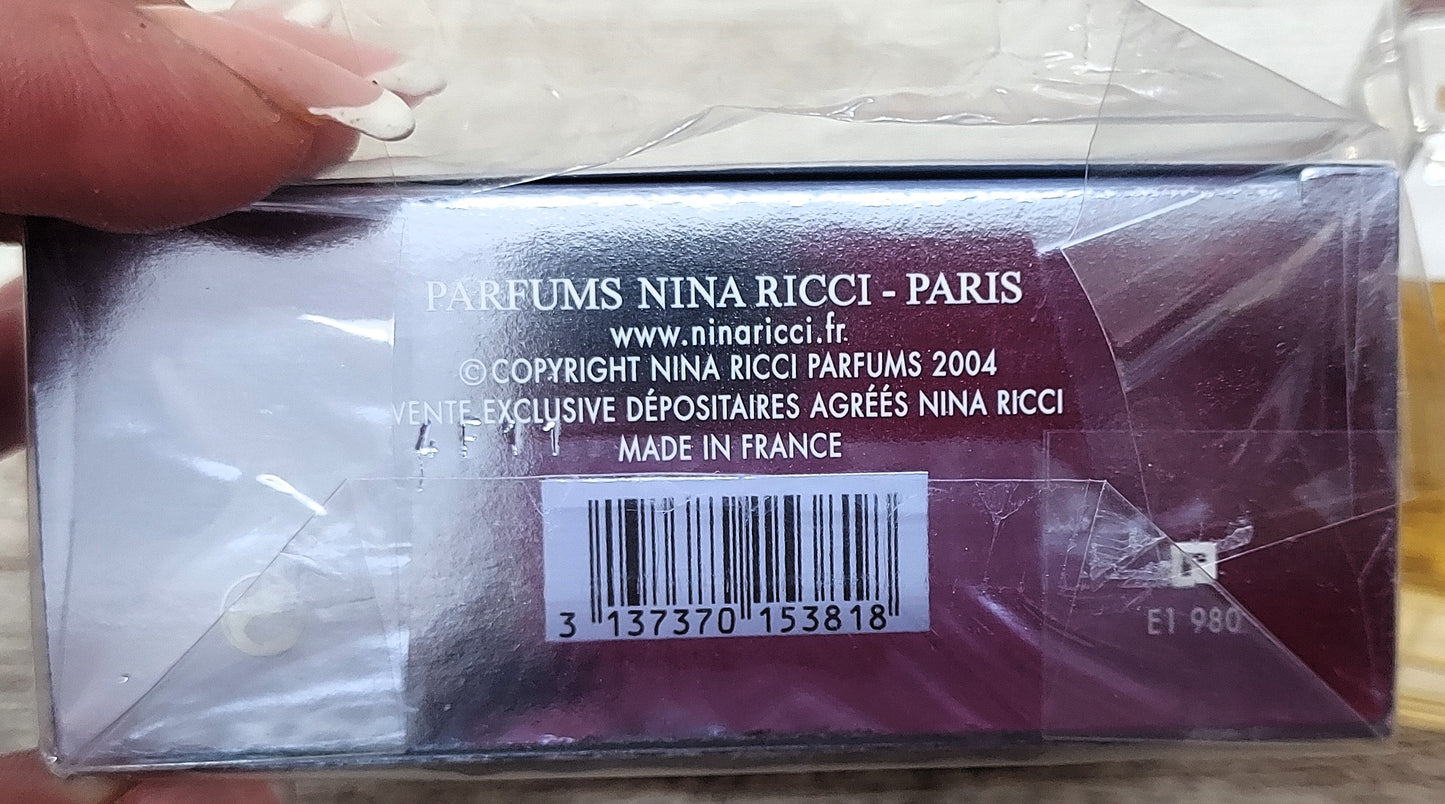 PARFUMS NINA RICCI - PARIS
www.ninaricci.fr
© COPYRIGHT NINA RICCI PARFUMS 2004
VENTE EXCLUSIVE DÉPOSITAIRES AGRÉÉS NINA RICCI
MADE IN FRANCE
3 137370 153818
E1 980